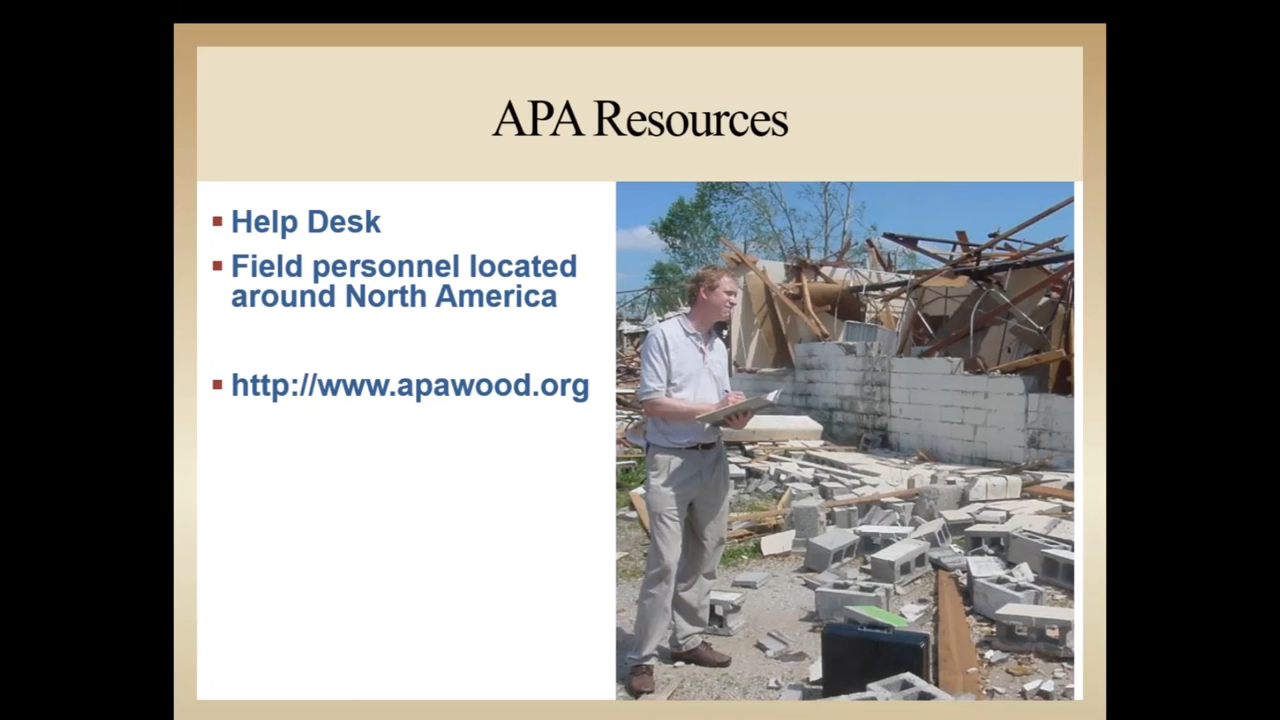 APA Resources
Help Desk
Field personnel located
around North America
http://www.apawood.org